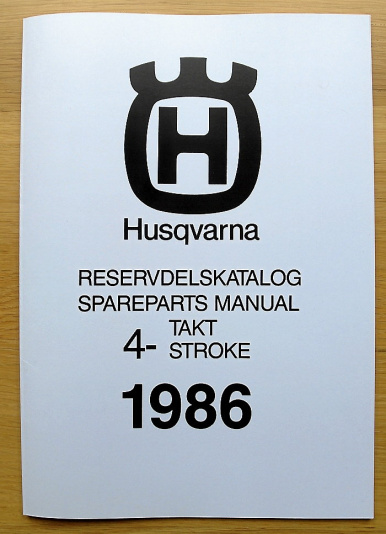 H
Husqvarna
RESERVDELSKATALOG
SPAREPARTS MANUAL
4- TAKT
STROKE
1986